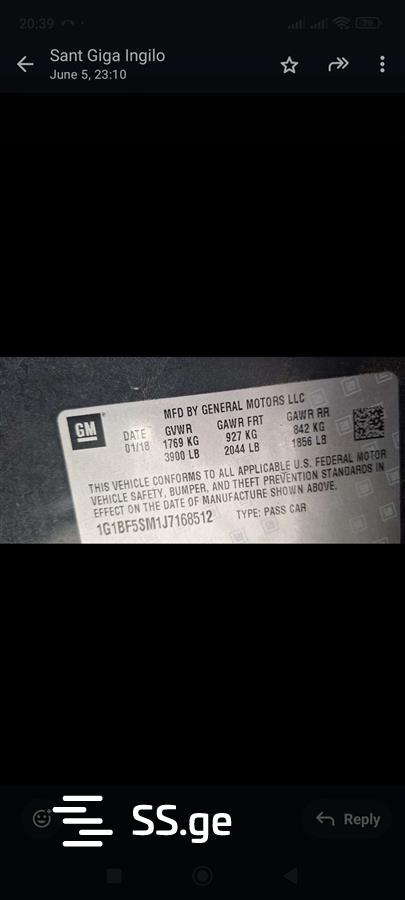 20:39
Sant Giga Ingilo
June 5, 23:10
GM
MFD BY GENERAL MOTORS LLC
DATE GVWR GAWR FRT GAWR RR
01/18 1769 KG 927 KG 842 KG
3900 LB 2044 LB 1856 LB
THIS VEHICLE CONFORMS TO ALL APPLICABLE U.S. FEDERAL MOTOR
VEHICLE SAFETY, BUMPER, AND THEFT PREVENTION STANDARDS IN
EFFECT ON THE DATE OF MANUFACTURE SHOWN ABOVE.
1G1BF5SM1J7168512 TYPE: PASS CAR
SS.ge
Reply